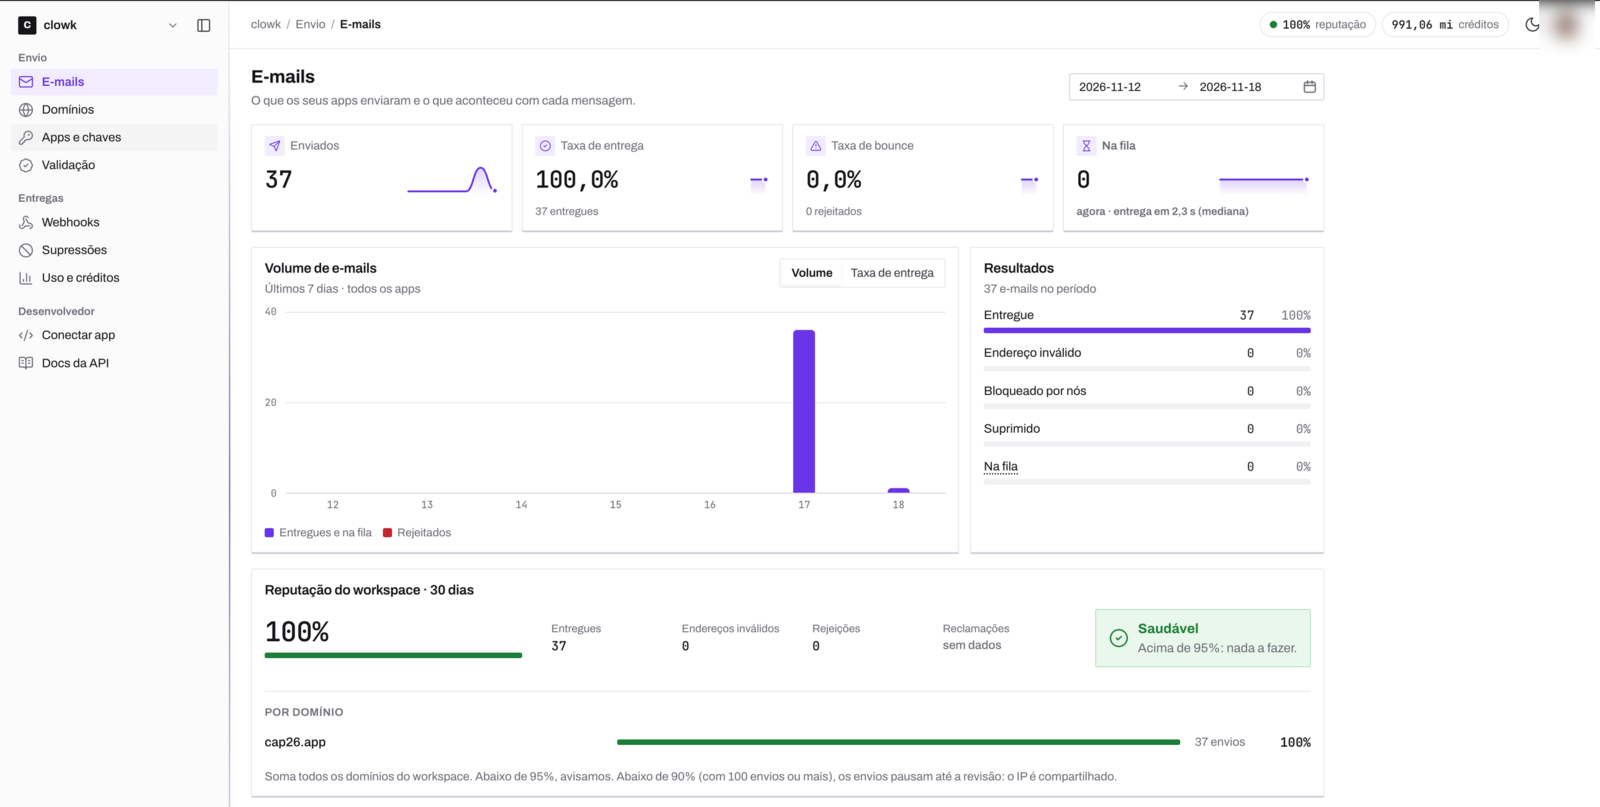 C clowk
Envio
E-mails
Domínios
Apps e chaves
Validação
Entregas
Webhooks
Supressões
Uso e créditos
Desenvolvedor
Conectar app
Docs da API
clowk / Envio / E-mails
100% reputação
991,06 mi créditos
E-mails
O que os seus apps enviaram e o que aconteceu com cada mensagem.
2026-11-12 → 2026-11-18
Enviados
37
Taxa de entrega
100,0%
37 entregues
Taxa de bounce
0,0%
0 rejeitados
Na fila
0
agora · entrega em 2,3 s (mediana)
Volume de e-mails
Últimos 7 dias · todos os apps
Volume Taxa de entrega
40
20
0
12 13 14 15 16 17 18
Entregues e na fila Rejeitados
Resultados
37 e-mails no período
Entregue 37 100%
Endereço inválido 0 0%
Bloqueado por nós 0 0%
Suprimido 0 0%
Na fila 0 0%
Reputação do workspace · 30 dias
100%
Entregues
37
Endereços inválidos
0
Rejeições
0
Reclamações
sem dados
Saudável
Acima de 95%: nada a fazer.
POR DOMÍNIO
cap26.app 37 envios 100%
Soma todos os domínios do workspace. Abaixo de 95%, avisamos. Abaixo de 90% (com 100 envios ou mais), os envios pausam até a revisão: o IP é compartilhado.